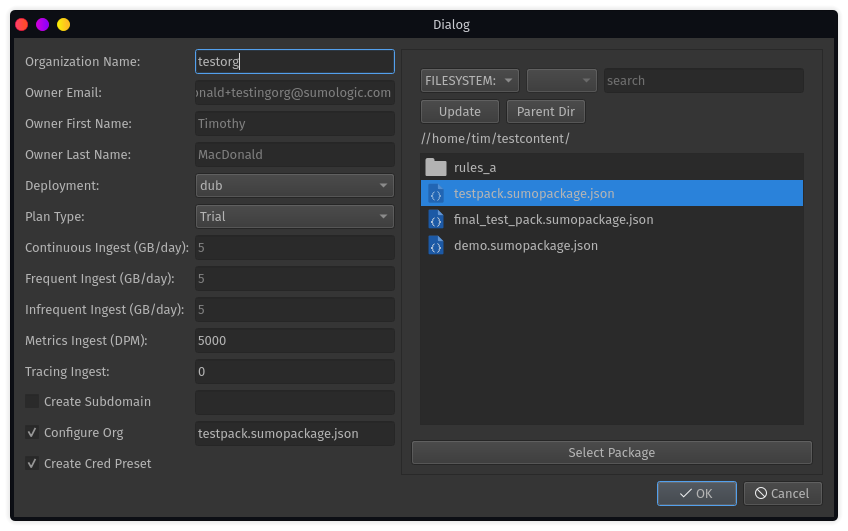 Dialog
Organization Name: testorg
Owner Email: onald+testingorg@sumologic.com
Owner First Name: Timothy
Owner Last Name: MacDonald
Deployment: dub
Plan Type: Trial
Continuous Ingest (GB/day): 5
Frequent Ingest (GB/day): 5
Infrequent Ingest (GB/day): 5
Metrics Ingest (DPM): 5000
Tracing Ingest: 0
Create Subdomain
Configure Org testpack.sumopackage.json
Create Cred Preset
FILESYSTEM: search
Update Parent Dir
//home/tim/testcontent/
rules_a
testpack.sumopackage.json
final_test_pack.sumopackage.json
demo.sumopackage.json
Select Package
OK Cancel